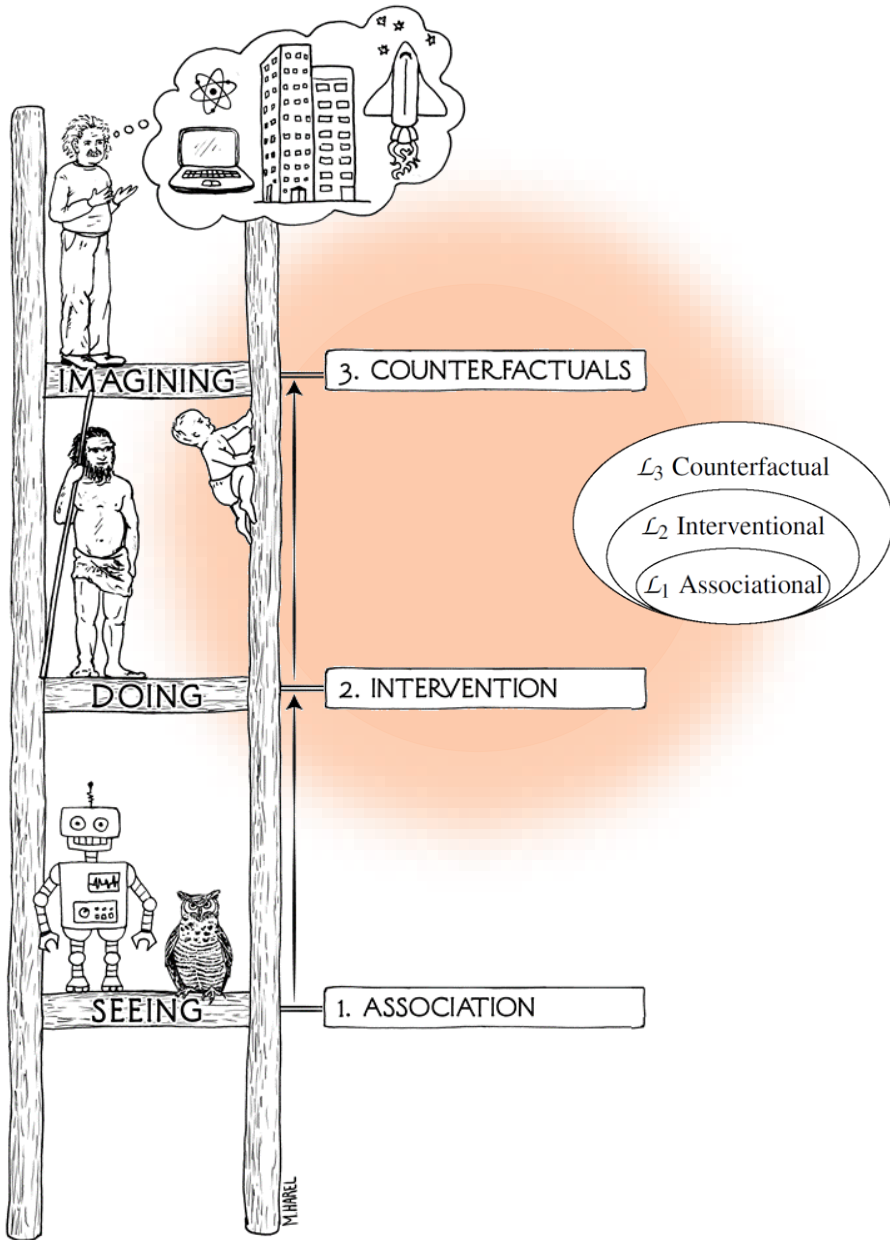 IMAGINING
3. COUNTERFACTUALS
ℒ₃ Counterfactual
ℒ₂ Interventional
ℒ₁ Associational
DOING
2. INTERVENTION
SEEING
1. ASSOCIATION
M.HAREL